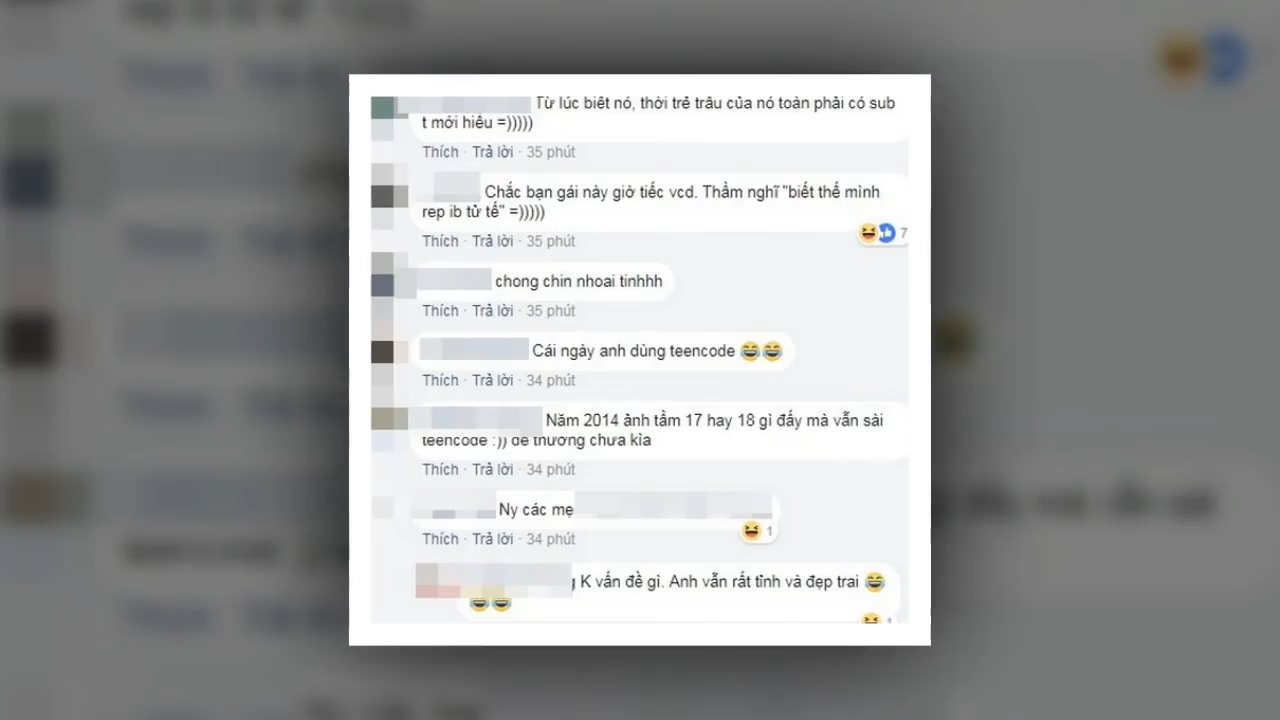 Từ lúc biết nó, thời trẻ trâu của nó toàn phải có sub
t mới hiểu =)))))
Thích · Trả lời · 35 phút
Chắc bạn gái này giờ tiếc vcd. Thầm nghĩ "biết thế mình
rep ib tử tế" =)))))
7
Thích · Trả lời · 35 phút
chong chin nhoai tinhhh
Thích · Trả lời · 35 phút
Cái ngày anh dùng teencode 😂😂
Thích · Trả lời · 34 phút
Năm 2014 ảnh tầm 17 hay 18 gì đấy mà vẫn sài
teencode :)) dễ thương chưa kìa
Thích · Trả lời · 34 phút
Ny các mẹ
1
Thích · Trả lời · 34 phút
K vấn đề gì. Anh vẫn rất tỉnh và đẹp trai 😂
😂😂
1